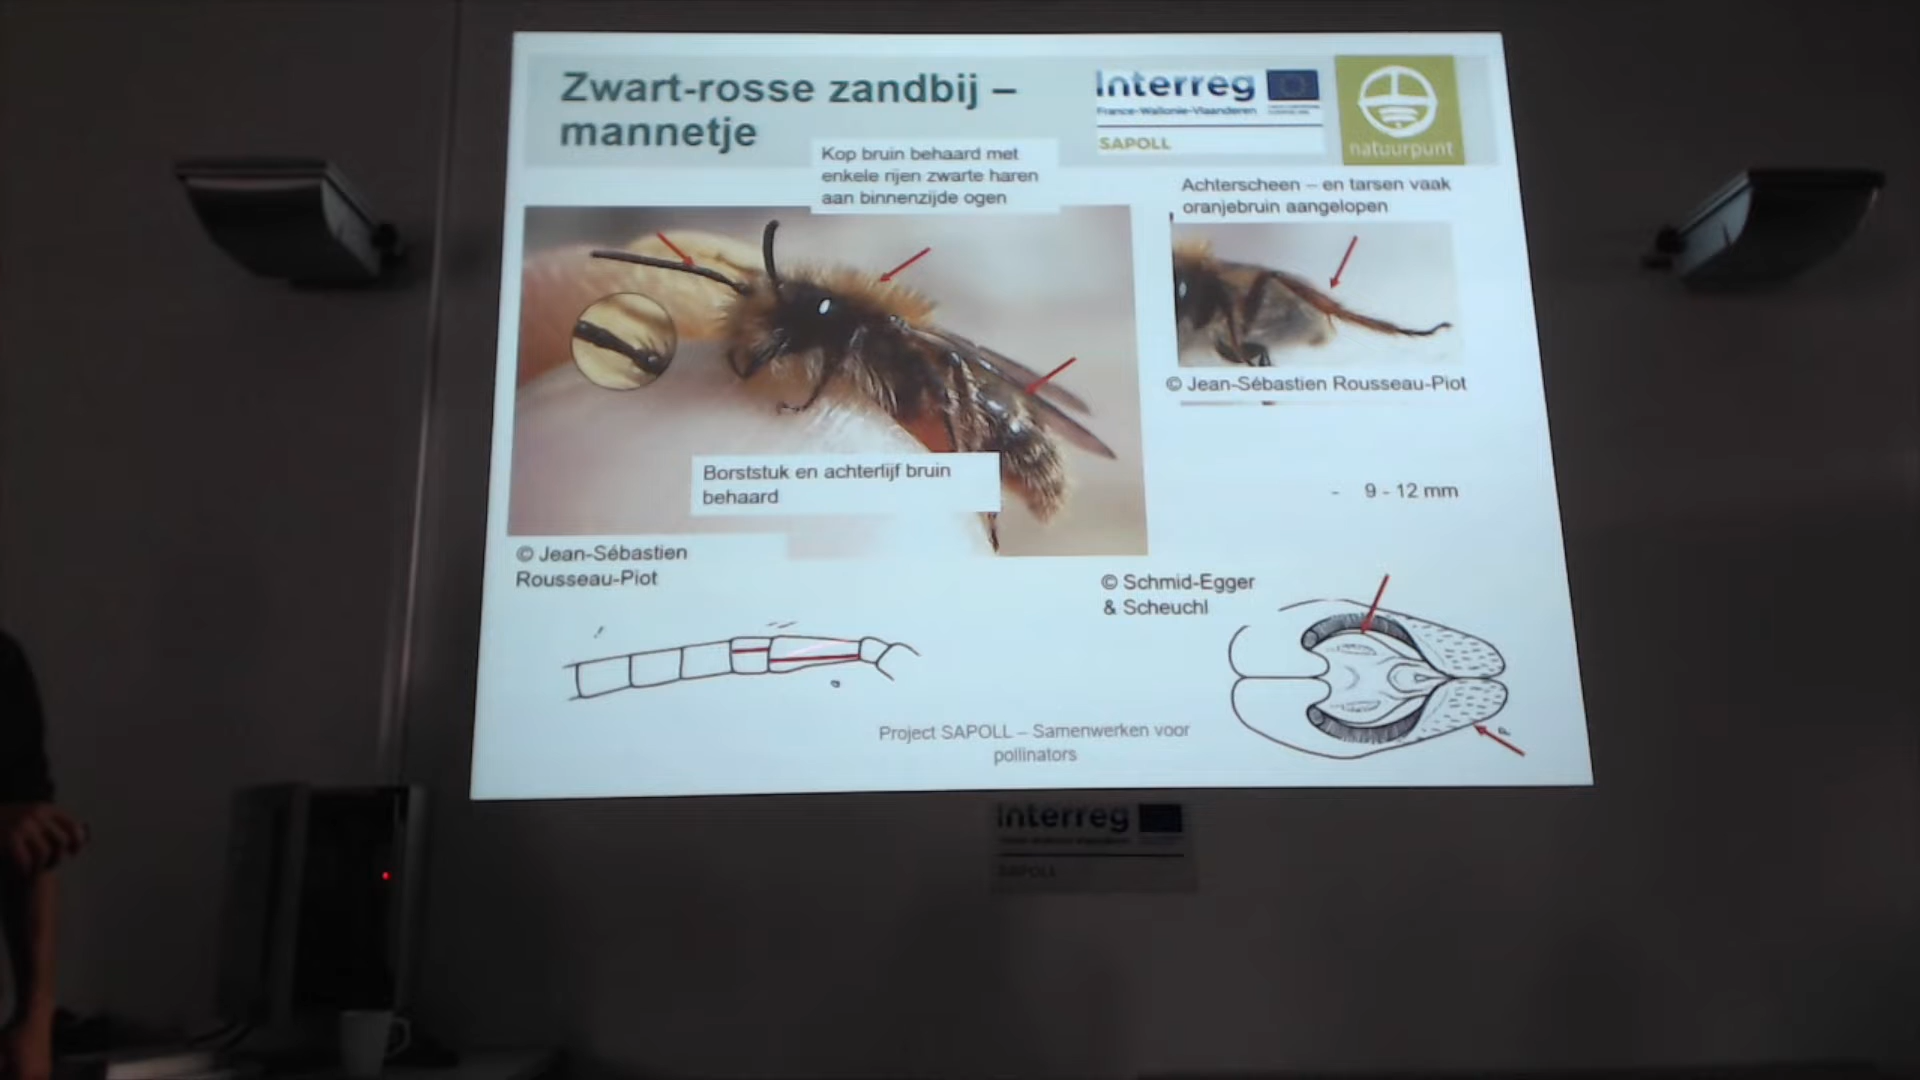 Zwart-rosse zandbij –
mannetje
Interreg
France-Wallonie-Vlaanderen
SAPOLL
natuurpunt
Kop bruin behaard met
enkele rijen zwarte haren
aan binnenzijde ogen
Achterscheen – en tarsen vaak
oranjebruin aangelopen
© Jean-Sébastien Rousseau-Piot
Borststuk en achterlijf bruin
behaard
- 9 - 12 mm
© Jean-Sébastien
Rousseau-Piot
© Schmid-Egger
& Scheuchl
Project SAPOLL – Samenwerken voor
pollinators
Interreg
SAPOLL